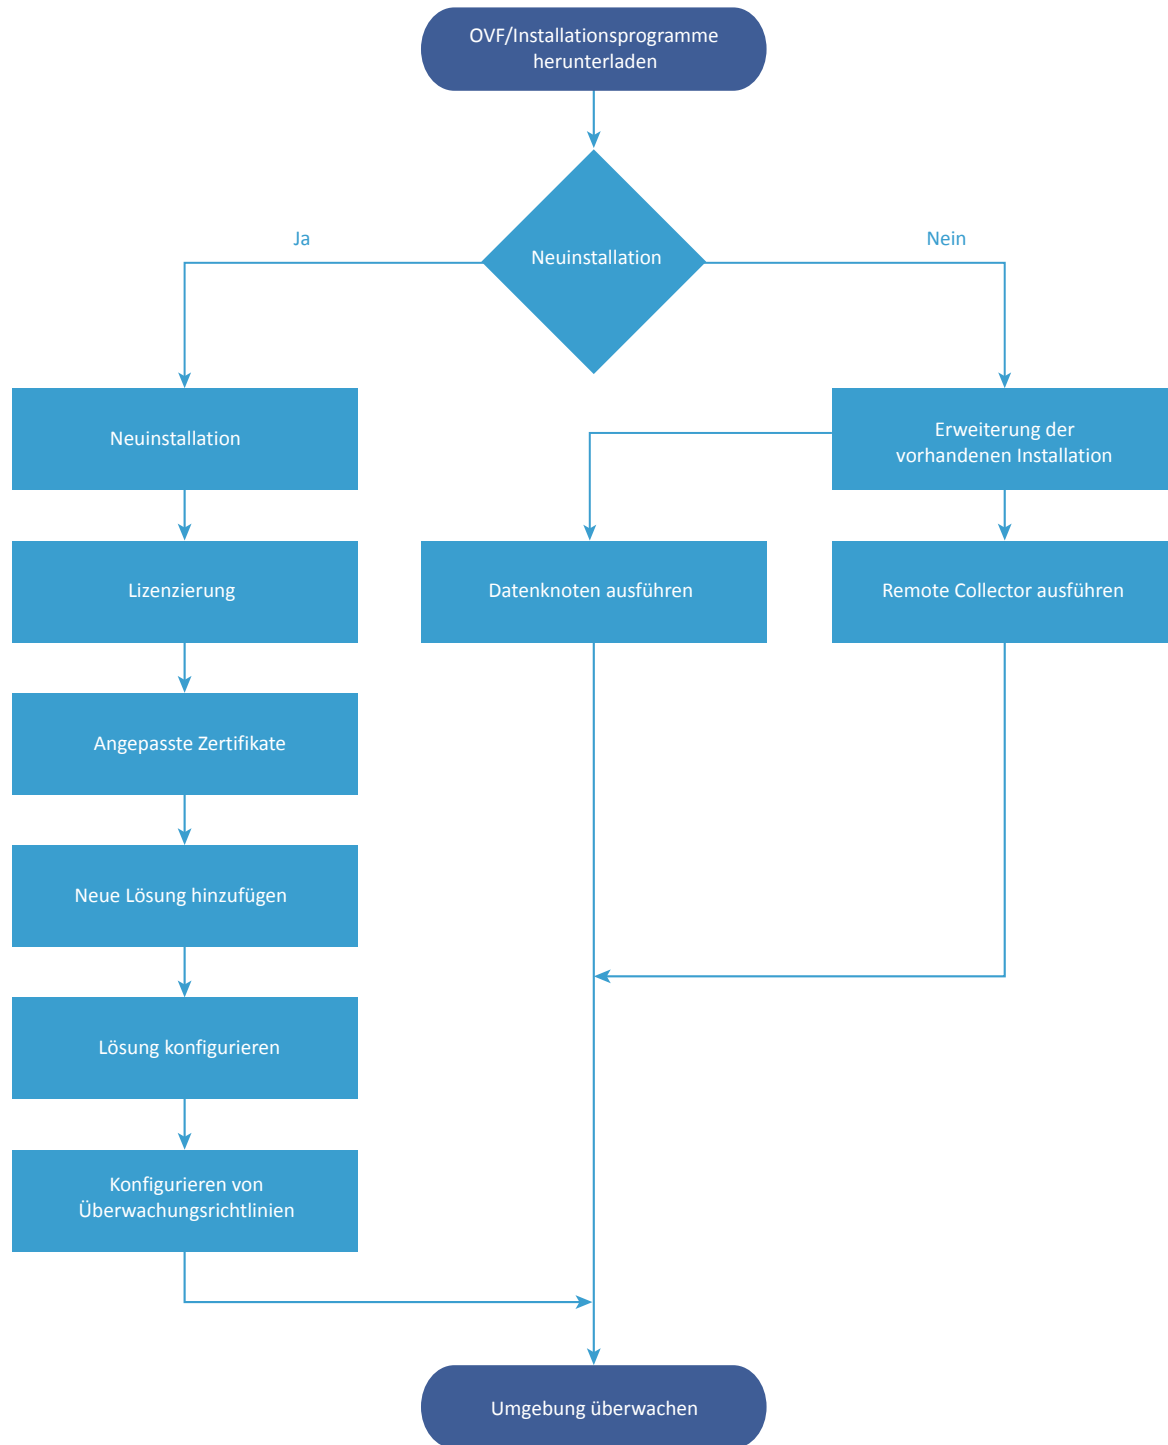 OVF/Installationsprogramme
herunterladen
Neuinstallation
Ja
Nein
Neuinstallation
Erweiterung der
vorhandenen Installation
Lizenzierung
Datenknoten ausführen
Remote Collector ausführen
Angepasste Zertifikate
Neue Lösung hinzufügen
Lösung konfigurieren
Konfigurieren von
Überwachungsrichtlinien
Umgebung überwachen